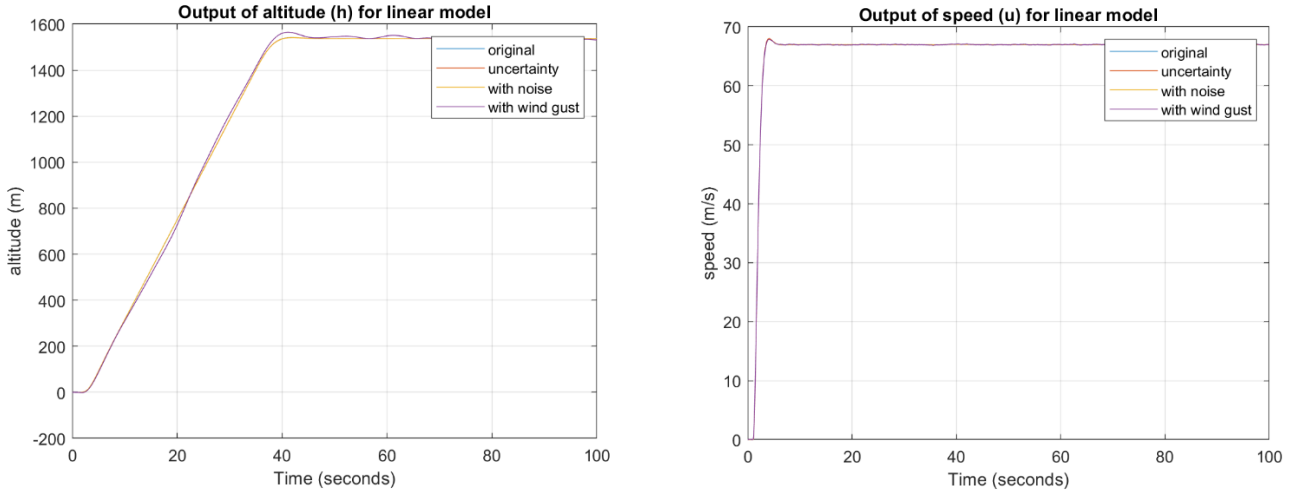 Output of altitude (h) for linear model
1600
1400
1200
1000
800
600
400
200
0
-200
altitude (m)
original
uncertainty
with noise
with wind gust
0
20
40
60
80
100
Time (seconds)
Output of speed (u) for linear model
70
60
50
40
30
20
10
0
speed (m/s)
original
uncertainty
with noise
with wind gust
0
20
40
60
80
100
Time (seconds)